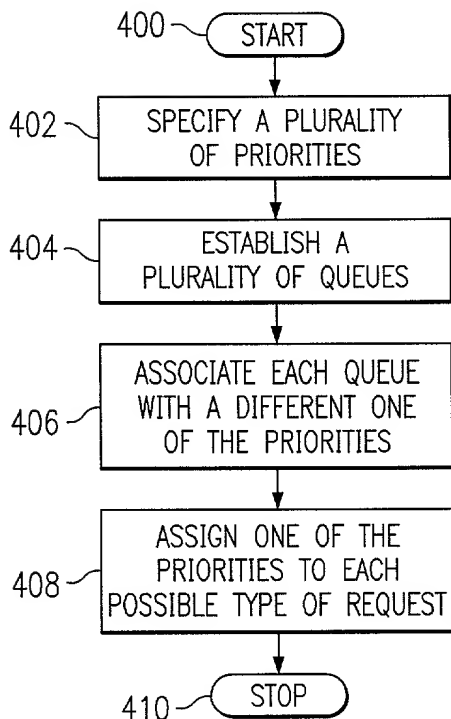 400
START
402
SPECIFY A PLURALITY
OF PRIORITIES
404
ESTABLISH A
PLURALITY OF QUEUES
406
ASSOCIATE EACH QUEUE
WITH A DIFFERENT ONE
OF THE PRIORITIES
408
ASSIGN ONE OF THE
PRIORITIES TO EACH
POSSIBLE TYPE OF REQUEST
410
STOP